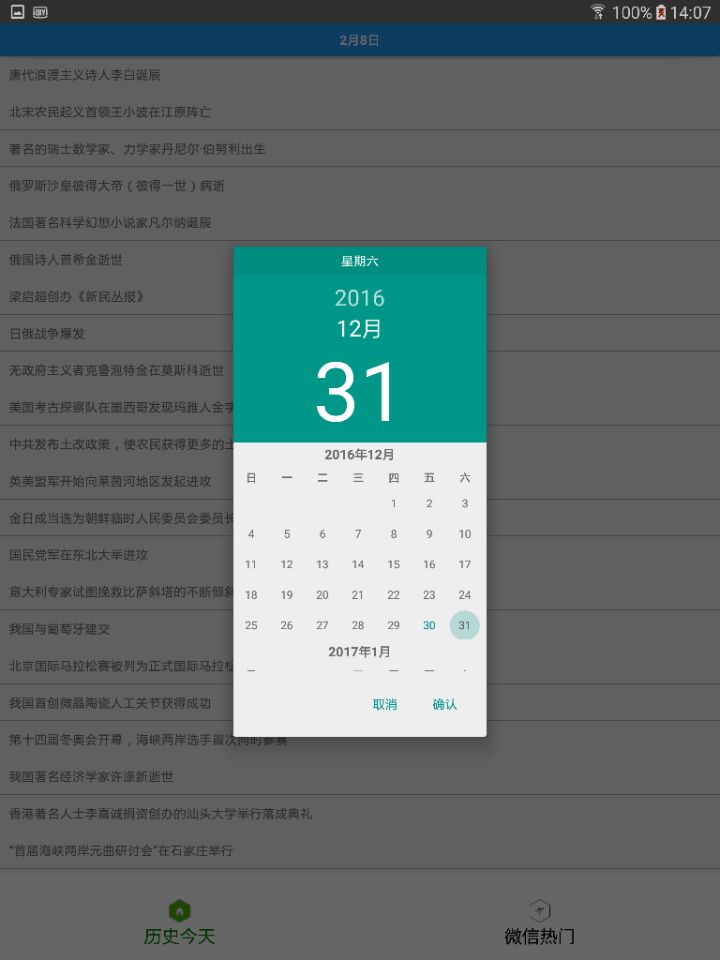 100% 14:07
2月8日
唐代浪漫主义诗人李白诞辰
北宋农民起义首领王小波在江原阵亡
著名的瑞士数学家、力学家丹尼尔·伯努利出生
俄罗斯沙皇彼得大帝（彼得一世）病逝
法国著名科学幻想小说家凡尔纳诞辰
俄国诗人普希金逝世
梁启超创办《新民丛报》
日俄战争爆发
无政府主义者克鲁泡特金在莫斯科逝世
美国考古探察队在墨西哥发现玛雅人金字
中共发布土改政策，使农民获得更多的土
英美盟军开始向莱茵河地区发起进攻
金日成当选为朝鲜临时人民委员会委员长
国民党军在东北大举进攻
意大利专家试图挽救比萨斜塔的不断倾斜
我国与葡萄牙建交
北京国际马拉松赛被列为正式国际马拉松
我国首创微晶陶瓷人工关节获得成功
第十四届冬奥会开幕，海峡两岸选手首次同时参赛
我国著名经济学家许涤新逝世
香港著名人士李嘉诚捐资创办的汕头大学举行落成典礼
“首届海峡两岸元曲研讨会”在石家庄举行
星期六
2016
12月
31
2016年12月
日 一 二 三 四 五 六
1 2 3
4 5 6 7 8 9 10
11 12 13 14 15 16 17
18 19 20 21 22 23 24
25 26 27 28 29 30 31
2017年1月
取消 确认
历史今天 微信热门